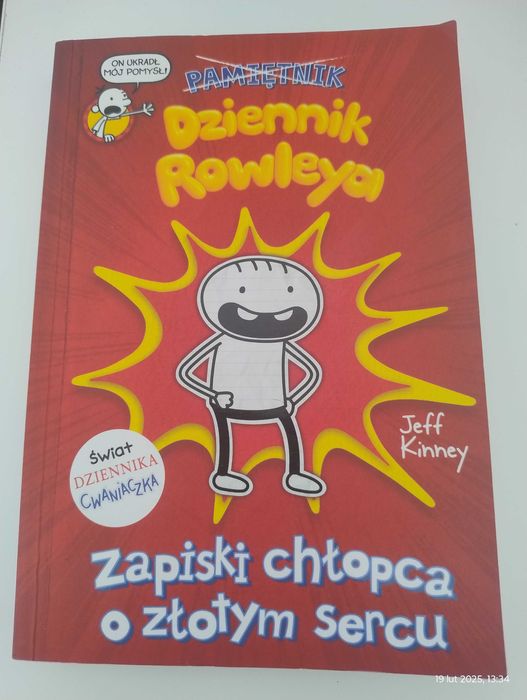 ON UKRADŁ
MÓJ POMYSŁ!
PAMIĘTNIK
Dziennik
Rowleya
Jeff
Kinney
Świat
DZIENNIKA
CWANIACZKA
Zapiski chłopca
o złotym sercu
19 lut 2025, 13:34